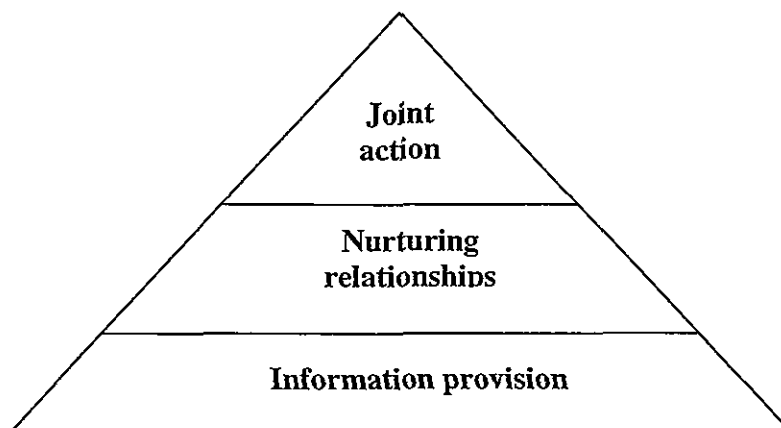 Joint
action
Nurturing
relationships
Information provision